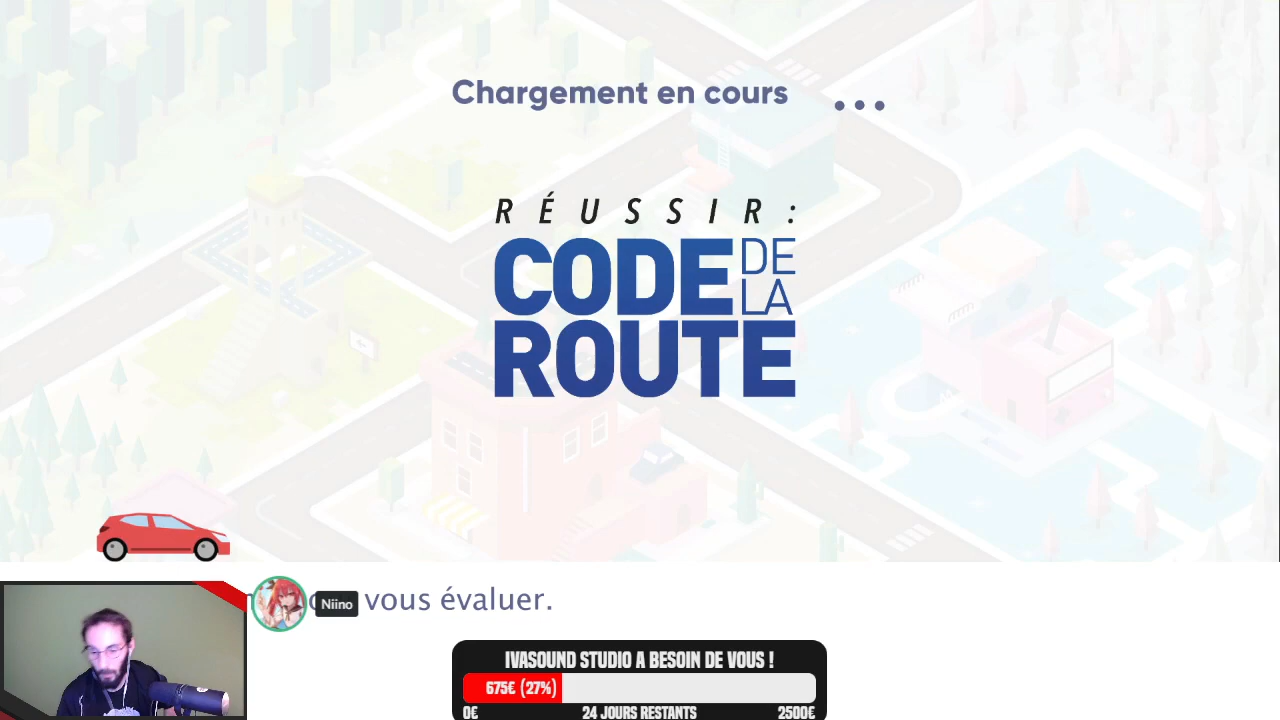 Chargement en cours ...
RÉUSSIR:
CODE DE LA
ROUTE
vous évaluer.
Niino
IVASOUND STUDIO A BESOIN DE VOUS !
675€ (27%)
0€ 24 JOURS RESTANTS 2500€